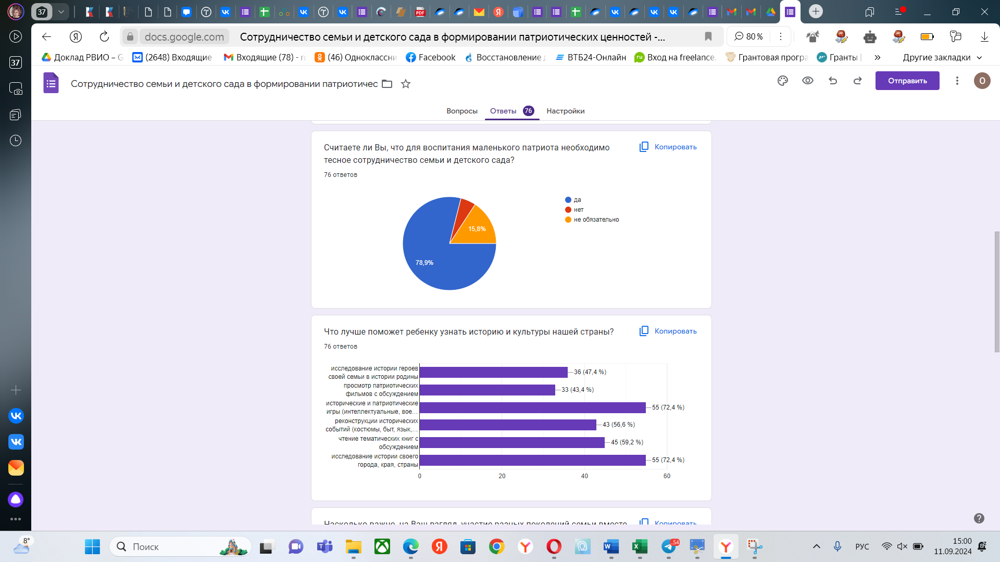 37
docs.google.com
Сотрудничество семьи и детского сада в формировании патриотических ценностей -...
80 %
Доклад РВИО – G
(2648) Входящие
Входящие (78) - ru
(46) Одноклассни
Facebook
Восстановление д
ВТБ24-Онлайн
Вход на freelance.
Грантовая програ
Гранты |
»
Другие закладки
37
Сотрудничество семьи и детского сада в формировании патриотичес
Отправить
О
Вопросы
Ответы 76
Настройки
Считаете ли Вы, что для воспитания маленького патриота необходимо
тесное сотрудничество семьи и детского сада?
Копировать
76 ответов
да
нет
не обязательно
15,8%
78,9%
Что лучше поможет ребенку узнать историю и культуры нашей страны?
Копировать
76 ответов
исследование истории героев
своей семьи в истории родины
36 (47,4 %)
просмотр патриотических
фильмов с обсуждением
33 (43,4 %)
исторические и патриотические
игры (интеллектуальные, вое...
55 (72,4 %)
реконструкции исторических
событий (костюмы, быт, язык,...
43 (56,6 %)
чтение тематических книг с
обсуждением
45 (59,2 %)
исследование истории своего
города, края, страны
55 (72,4 %)
0 20 40 60
Насколько важно, на Ваш взгляд, участие разных поколений семьи вместе
Копировать
8°
Поиск
..54
РУС
15:00
11.09.2024